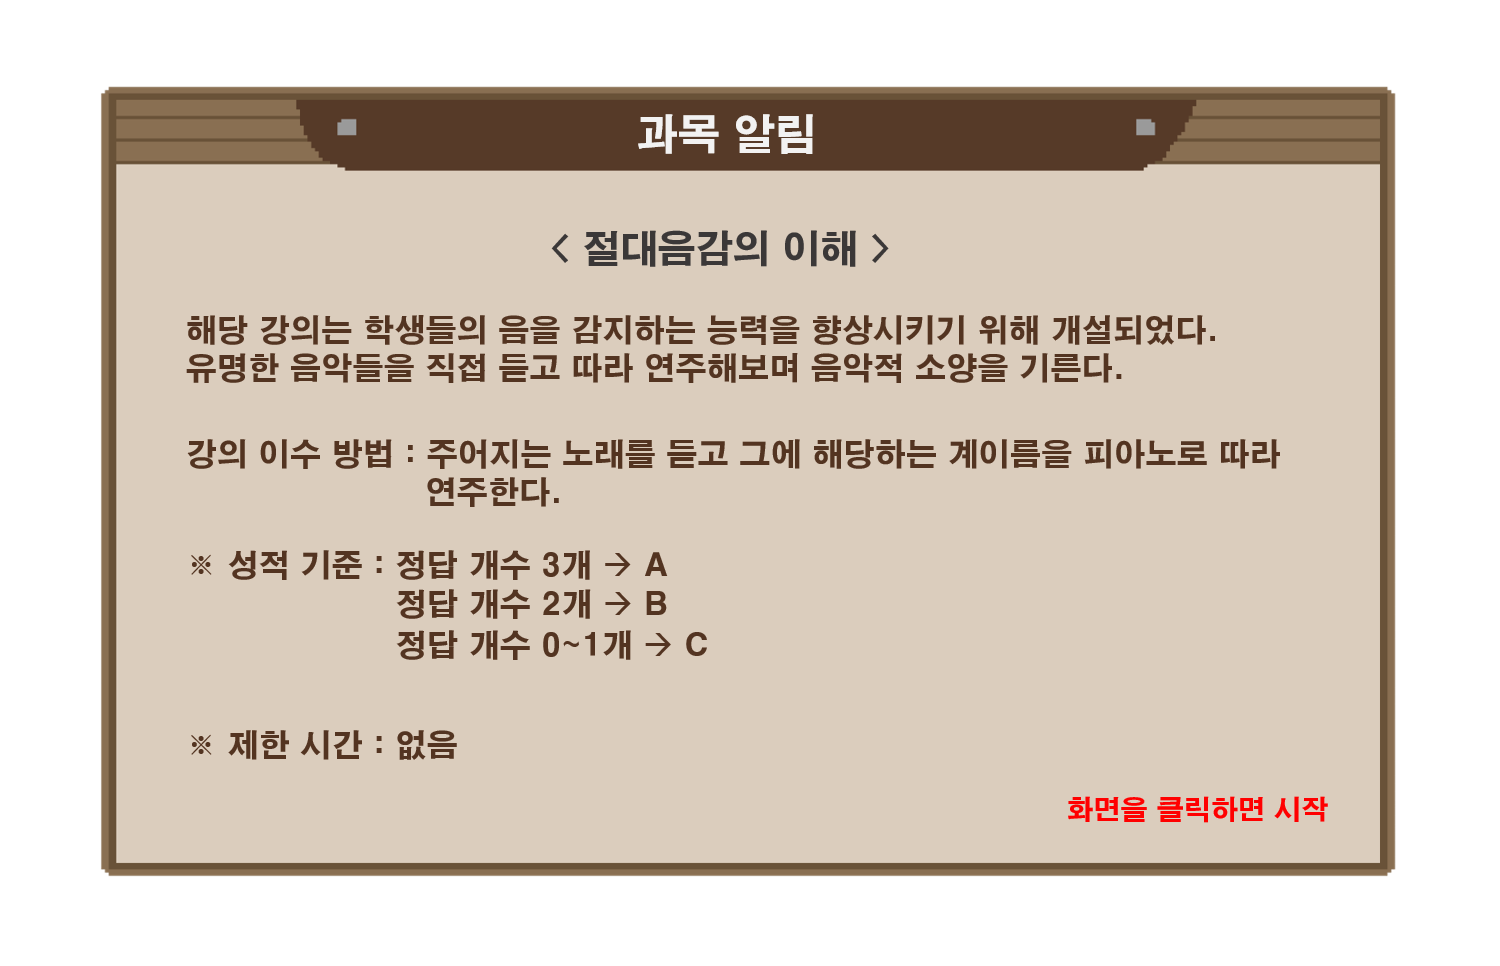 과목 알림
< 절대음감의 이해 >
해당 강의는 학생들의 음을 감지하는 능력을 향상시키기 위해 개설되었다.
유명한 음악들을 직접 듣고 따라 연주해보며 음악적 소양을 기른다.
강의 이수 방법 : 주어지는 노래를 듣고 그에 해당하는 계이름을 피아노로 따라
연주한다.
※ 성적 기준 : 정답 개수 3개 → A
정답 개수 2개 → B
정답 개수 0~1개 → C
※ 제한 시간 : 없음
화면을 클릭하면 시작